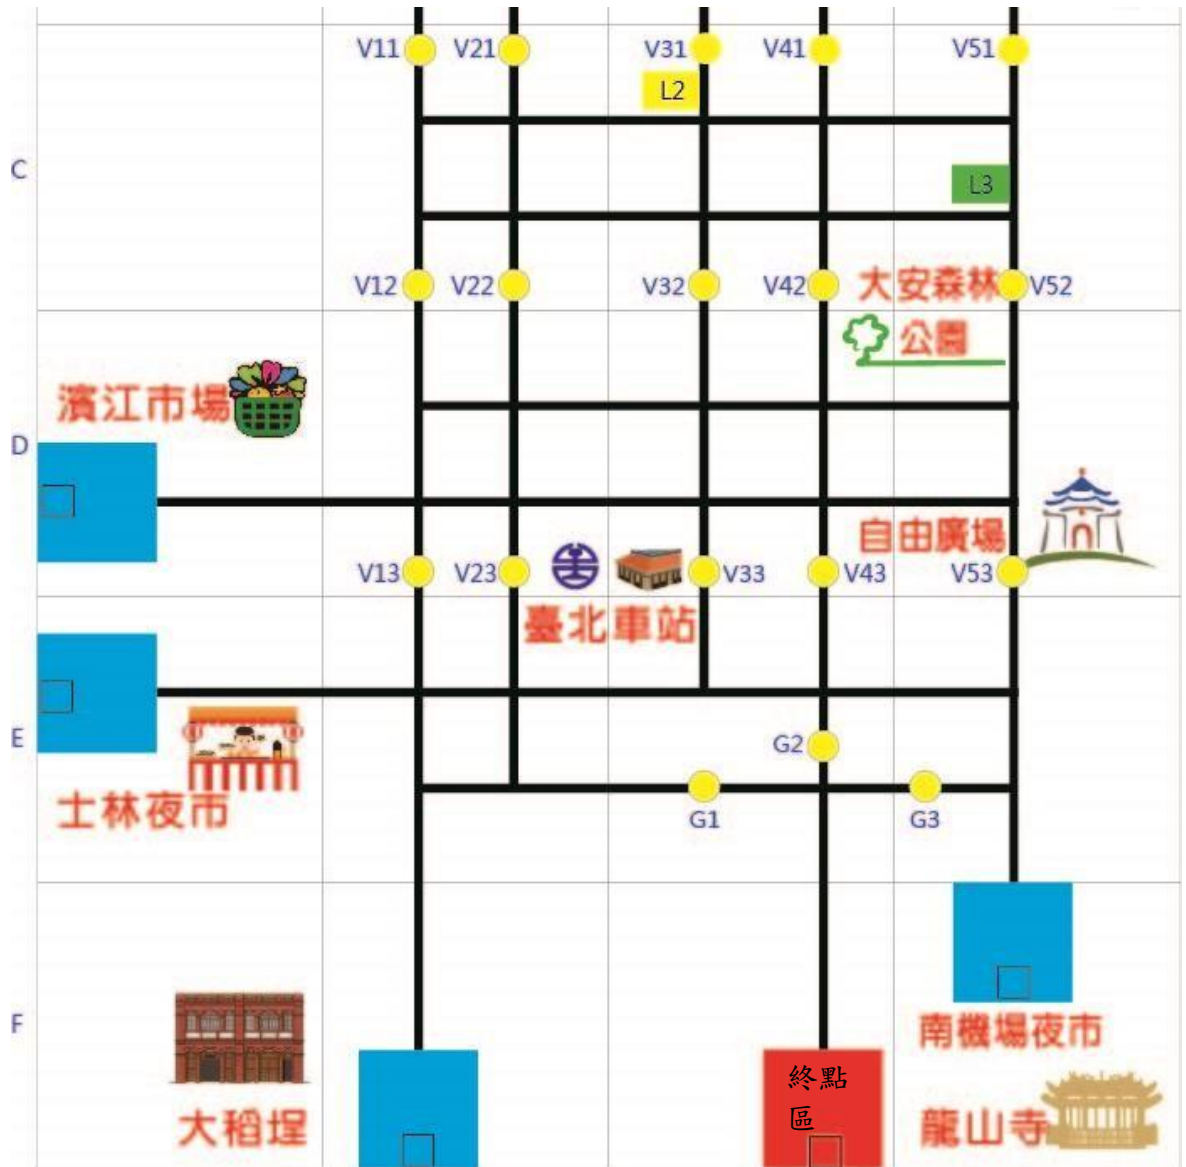 V11
V21
V31
V41
V51
L2
C
L3
V12
V22
V32
V42
大安森林
V52
公園
濱江市場
D
自由廣場
V13
V23
V33
V43
V53
臺北車站
E
G2
士林夜市
G1
G3
F
南機場夜市
終點
區
大稻埕
龍山寺